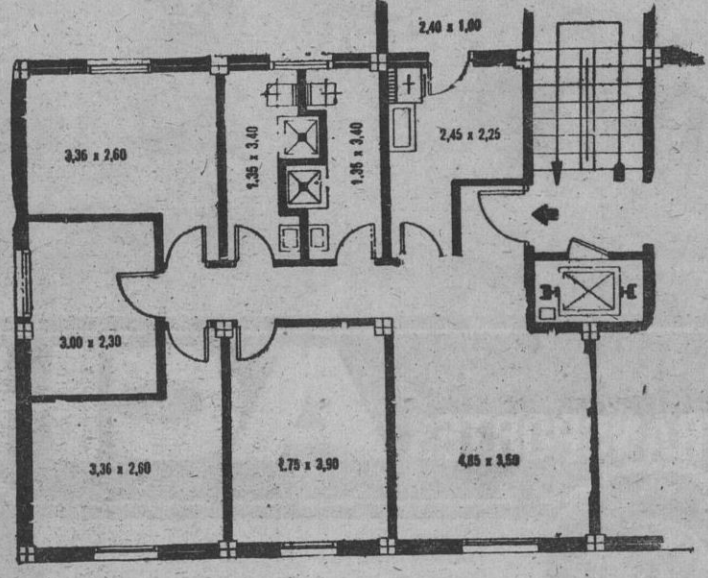 2,40 x 1,00
3,36 x 2,60
1,35 x 3,40
1,35 x 3,40
2,45 x 2,25
3.00 x 2,30
3,36 x 2,60
2.75 x 3,90
4,85 x 3,50